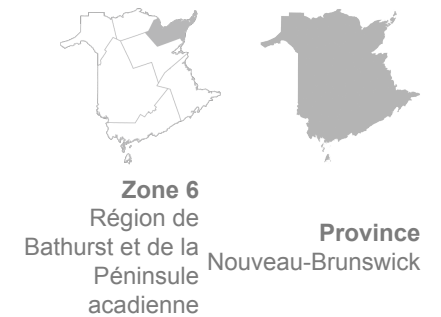 Zone 6
Région de
Bathurst et de la
Péninsule
acadienne
Province
Nouveau-Brunswick